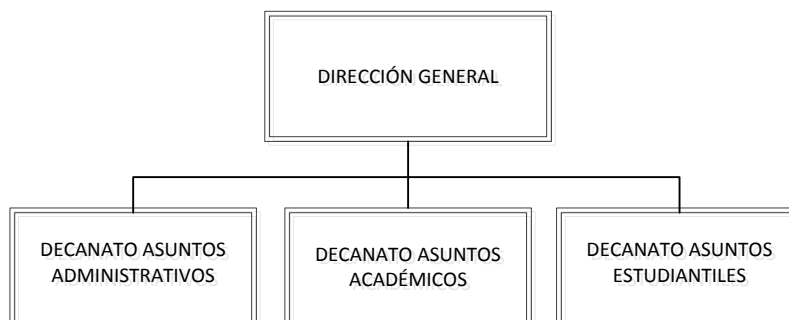 DIRECCIÓN GENERAL
DECANATO ASUNTOS
ADMINISTRATIVOS
DECANATO ASUNTOS
ACADÉMICOS
DECANATO ASUNTOS
ESTUDIANTILES